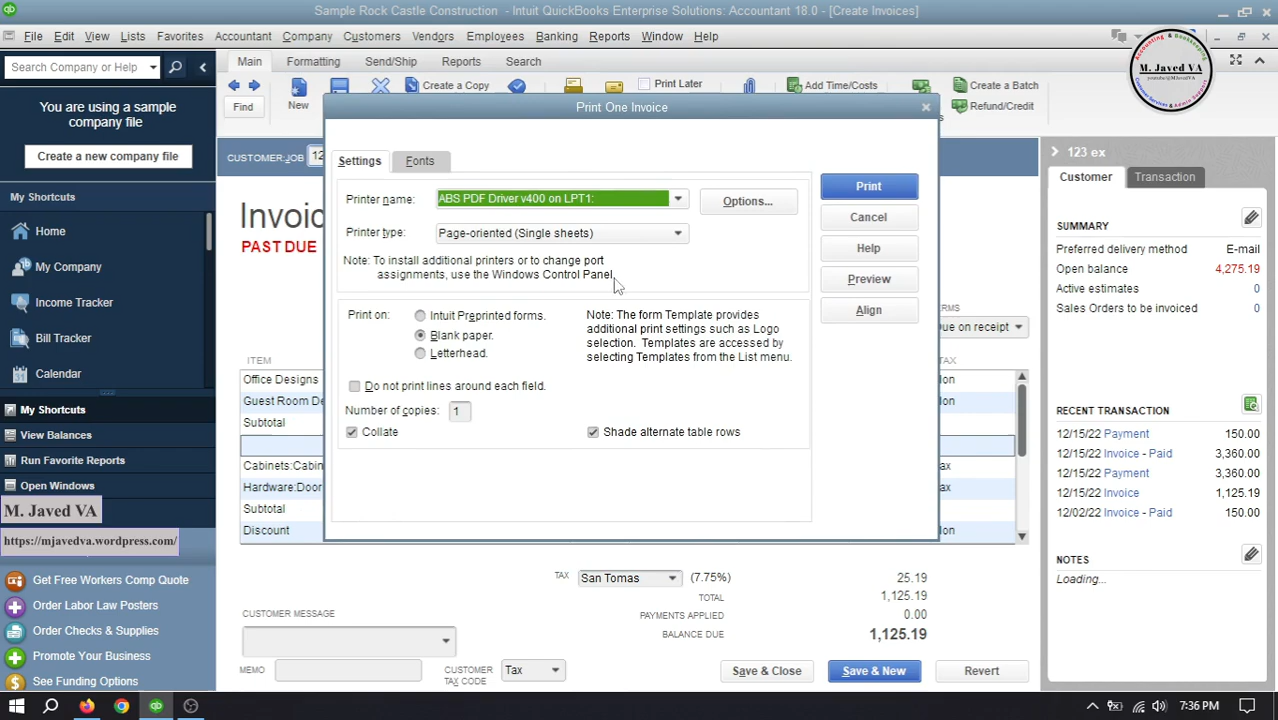 Sample Rock Castle Construction - Intuit QuickBooks Enterprise Solutions: Accountant 18.0 - [Create Invoices]
File Edit View Lists Favorites Accountant Company Customers Vendors Employees Banking Reports Window Help
Search Company or Help
Main Formatting Send/Ship Reports Search
Find
New
Create a Copy
Print Later
Add Time/Costs
Create a Batch
Refund/Credit
M. Javed VA
You are using a sample
company file
Create a new company file
My Shortcuts
Home
My Company
Income Tracker
Bill Tracker
Calendar
My Shortcuts
View Balances
Run Favorite Reports
Open Windows
M. Javed VA
https://mjavedva.wordpress.com/
Get Free Workers Comp Quote
Order Labor Law Posters
Order Checks & Supplies
Promote Your Business
See Funding Options
CUSTOMER:JOB 12
Invoic
PAST DUE
ITEM
Office Designs
Guest Room De
Subtotal
Cabinets:Cabin
Hardware:Door
Subtotal
Discount
Print One Invoice
Settings Fonts
Printer name: ABS PDF Driver v400 on LPT1:
Options...
Printer type: Page-oriented (Single sheets)
Note: To install additional printers or to change port
assignments, use the Windows Control Panel.
Print on: Intuit Preprinted forms.
Blank paper.
Letterhead.
Note: The form Template provides
additional print settings such as Logo
selection. Templates are accessed by
selecting Templates from the List menu.
Do not print lines around each field.
Number of copies: 1
Collate
Shade alternate table rows
Print
Cancel
Help
Preview
Align
ERMS
Due on receipt
TAX
TAX San Tomas (7.75%) 25.19
TOTAL 1,125.19
PAYMENTS APPLIED 0.00
BALANCE DUE 1,125.19
CUSTOMER MESSAGE
MEMO
CUSTOMER
TAX CODE
Tax
Save & Close
Save & New
Revert
123 ex
Customer Transaction
SUMMARY
Preferred delivery method E-mail
Open balance 4,275.19
Active estimates 0
Sales Orders to be invoiced 0
RECENT TRANSACTION
12/15/22 Payment 150.00
12/15/22 Invoice - Paid 3,360.00
12/15/22 Payment 3,360.00
12/15/22 Invoice 1,125.19
12/02/22 Invoice - Paid 150.00
NOTES
Loading...
7:36 PM